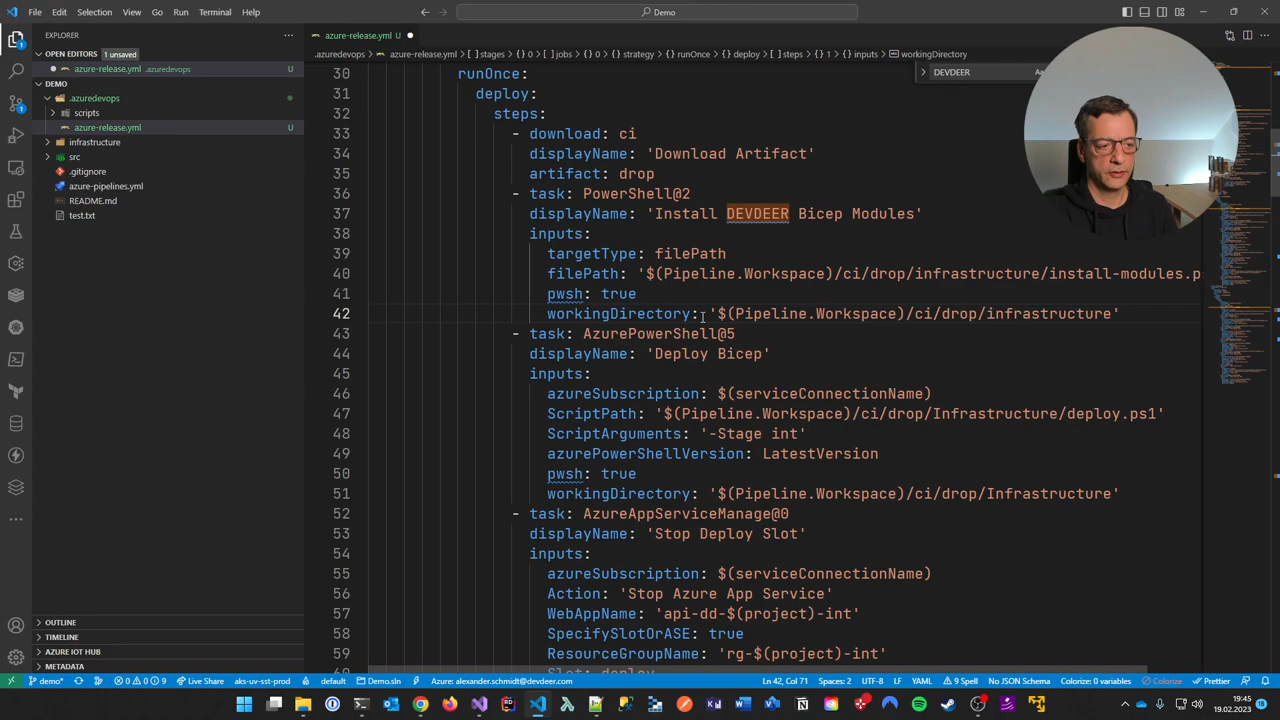 File Edit Selection View Go Run Terminal Help
Demo
EXPLORER
OPEN EDITORS 1 unsaved
azure-release.yml .azuredevops U
DEMO
.azuredevops
scripts
azure-release.yml U
infrastructure
src
.gitignore
azure-pipelines.yml
README.md
test.txt
OUTLINE
TIMELINE
AZURE IOT HUB
METADATA
azure-release.yml U
.azuredevops > azure-release.yml > [ ] stages > {} 0 > [ ] jobs > {} 0 > strategy > runOnce > deploy > [ ] steps > {} 1 > inputs > workingDirectory
DEVDEER Aa
30 runOnce:
31 deploy:
32 steps:
33 - download: ci
34 displayName: 'Download Artifact'
35 artifact: drop
36 - task: PowerShell@2
37 displayName: 'Install DEVDEER Bicep Modules'
38 inputs:
39 targetType: filePath
40 filePath: '$(Pipeline.Workspace)/ci/drop/infrastructure/install-modules.p
41 pwsh: true
42 workingDirectory: '$(Pipeline.Workspace)/ci/drop/infrastructure'
43 - task: AzurePowerShell@5
44 displayName: 'Deploy Bicep'
45 inputs:
46 azureSubscription: $(serviceConnectionName)
47 ScriptPath: '$(Pipeline.Workspace)/ci/drop/Infrastructure/deploy.ps1'
48 ScriptArguments: '-Stage int'
49 azurePowerShellVersion: LatestVersion
50 pwsh: true
51 workingDirectory: '$(Pipeline.Workspace)/ci/drop/Infrastructure'
52 - task: AzureAppServiceManage@0
53 displayName: 'Stop Deploy Slot'
54 inputs:
55 azureSubscription: $(serviceConnectionName)
56 Action: 'Stop Azure App Service'
57 WebAppName: 'api-dd-$(project)-int'
58 SpecifySlotOrASE: true
59 ResourceGroupName: 'rg-$(project)-int'
60 Slot: deploy
demo* 0 0 9 Live Share aks-uv-sst-prod default Demo.sln Azure: alexander.schmidt@devdeer.com Ln 42, Col 71 Spaces: 2 UTF-8 LF YAML 9 Spell Colorize: 0 variables Colorize Prettier
19:45
19.02.2023